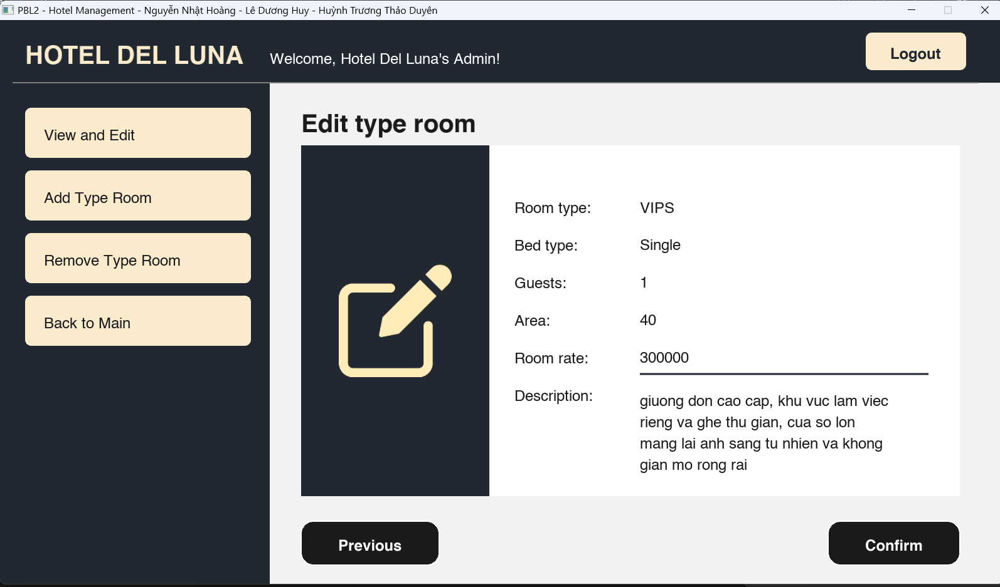 PBL2 - Hotel Management - Nguyễn Nhật Hoàng - Lê Dương Huy - Huỳnh Trương Thảo Duyên
HOTEL DEL LUNA
Welcome, Hotel Del Luna's Admin!
Logout
View and Edit
Add Type Room
Remove Type Room
Back to Main
Edit type room
Room type: VIPS
Bed type: Single
Guests: 1
Area: 40
Room rate: 300000
Description: giuong don cao cap, khu vuc lam viec
rieng va ghe thu gian, cua so lon
mang lai anh sang tu nhien va khong
gian mo rong rai
Previous
Confirm